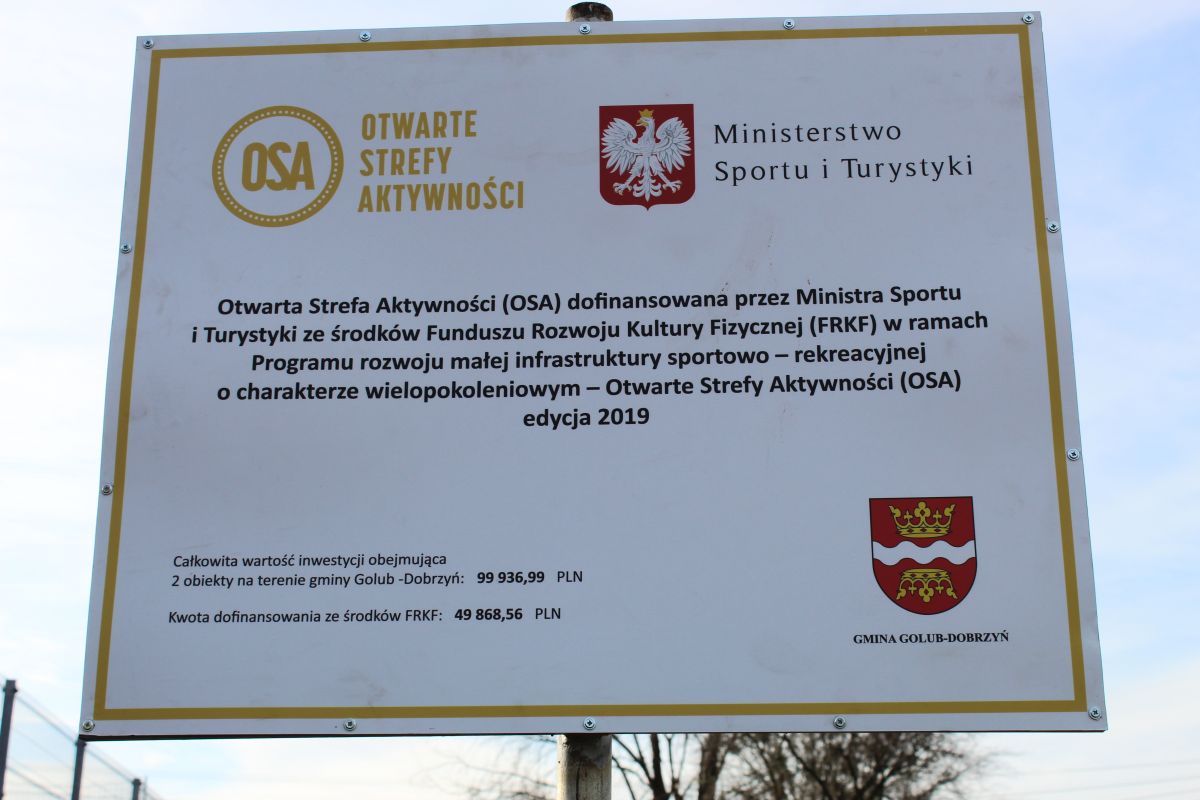 OSA
OTWARTE
STREFY
AKTYWNOŚCI
Ministerstwo
Sportu i Turystyki
Otwarta Strefa Aktywności (OSA) dofinansowana przez Ministra Sportu
i Turystyki ze środków Funduszu Rozwoju Kultury Fizycznej (FRKF) w ramach
Programu rozwoju małej infrastruktury sportowo – rekreacyjnej
o charakterze wielopokoleniowym – Otwarte Strefy Aktywności (OSA)
edycja 2019
Całkowita wartość inwestycji obejmująca
2 obiekty na terenie gminy Golub -Dobrzyń: 99 936,99 PLN
Kwota dofinansowania ze środków FRKF: 49 868,56 PLN
GMINA GOLUB-DOBRZYŃ